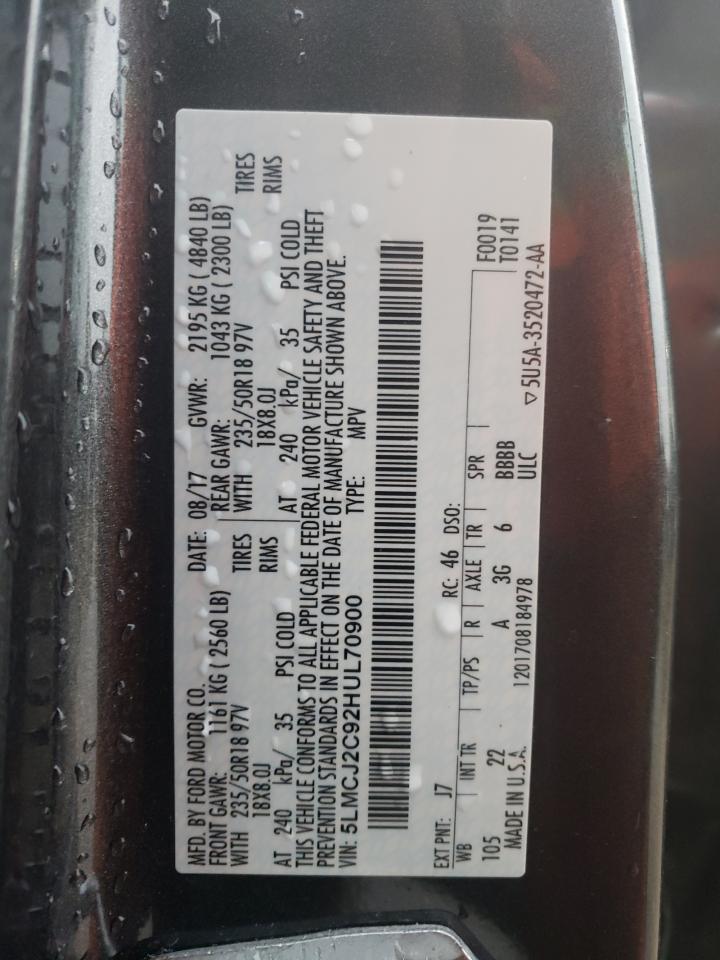 MFD. BY FORD MOTOR CO. DATE: 08/17 GVWR: 2195 KG ( 4840 LB)
FRONT GAWR: 1161 KG ( 2560 LB) REAR GAWR: 1043 KG ( 2300 LB)
WITH 235/50R18 97V TIRES WITH 235/50R18 97V TIRES
18X8.0J RIMS 18X8.0J RIMS
AT 240 kPa/ 35 PSI COLD AT 240 kPa/ 35 PSI COLD
THIS VEHICLE CONFORMS TO ALL APPLICABLE FEDERAL MOTOR VEHICLE SAFETY AND THEFT
PREVENTION STANDARDS IN EFFECT ON THE DATE OF MANUFACTURE SHOWN ABOVE.
VIN: 5LMCJ2C92HUL70900 TYPE: MPV
EXT PNT: J7 RC: 46 DSO:
WB INT TR TP/PS R AXLE TR SPR F0019
105 22 A 3G 6 BBBB T0141
MADE IN U.S.A. 1201708184978 ULC ▽5U5A-3520472-AA